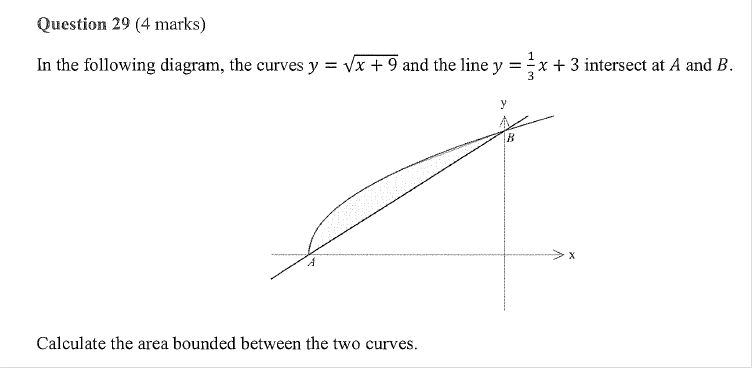 Question 29 (4 marks)
In the following diagram, the curves y = √(x + 9) and the line y = 1/3 x + 3 intersect at A and B.
y
B
x
A
Calculate the area bounded between the two curves.